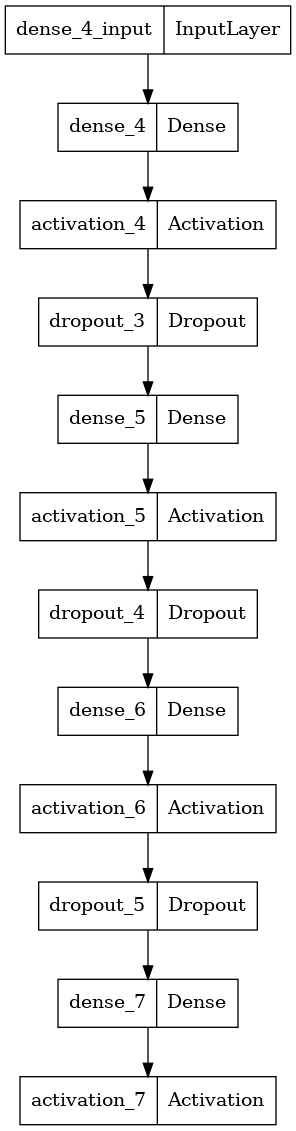 dense_4_input InputLayer
dense_4 Dense
activation_4 Activation
dropout_3 Dropout
dense_5 Dense
activation_5 Activation
dropout_4 Dropout
dense_6 Dense
activation_6 Activation
dropout_5 Dropout
dense_7 Dense
activation_7 Activation